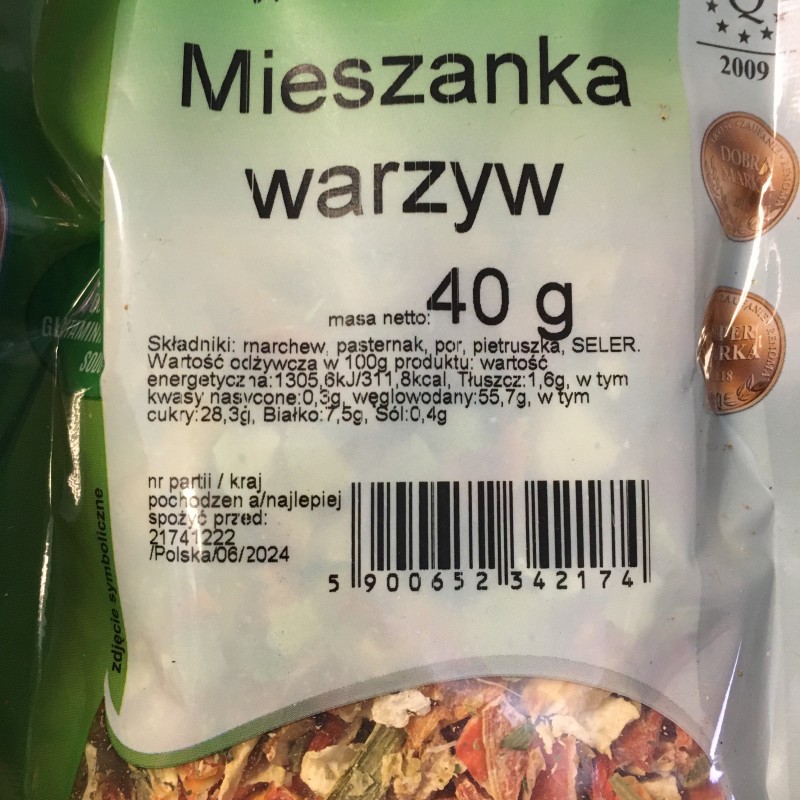 Mieszanka
warzyw
masa netto: 40 g
Składniki: marchew, pasternak, por, pietruszka, SELER.
Wartość odżywcza w 100g produktu: wartość
energetyczna:1305,6kJ/311,8kcal, Tłuszcz:1,6g, w tym
kwasy nasycone:0,3g, węglowodany:55,7g, w tym
cukry:28,3g, Białko:7,5g, Sól:0,4g
nr partii / kraj
pochodzenia/najlepiej
spożyć przed:
21741222
/Polska/06/2024
5 900652 342174
zdjęcie symboliczne
Q
2009
DOBRA
MARKA